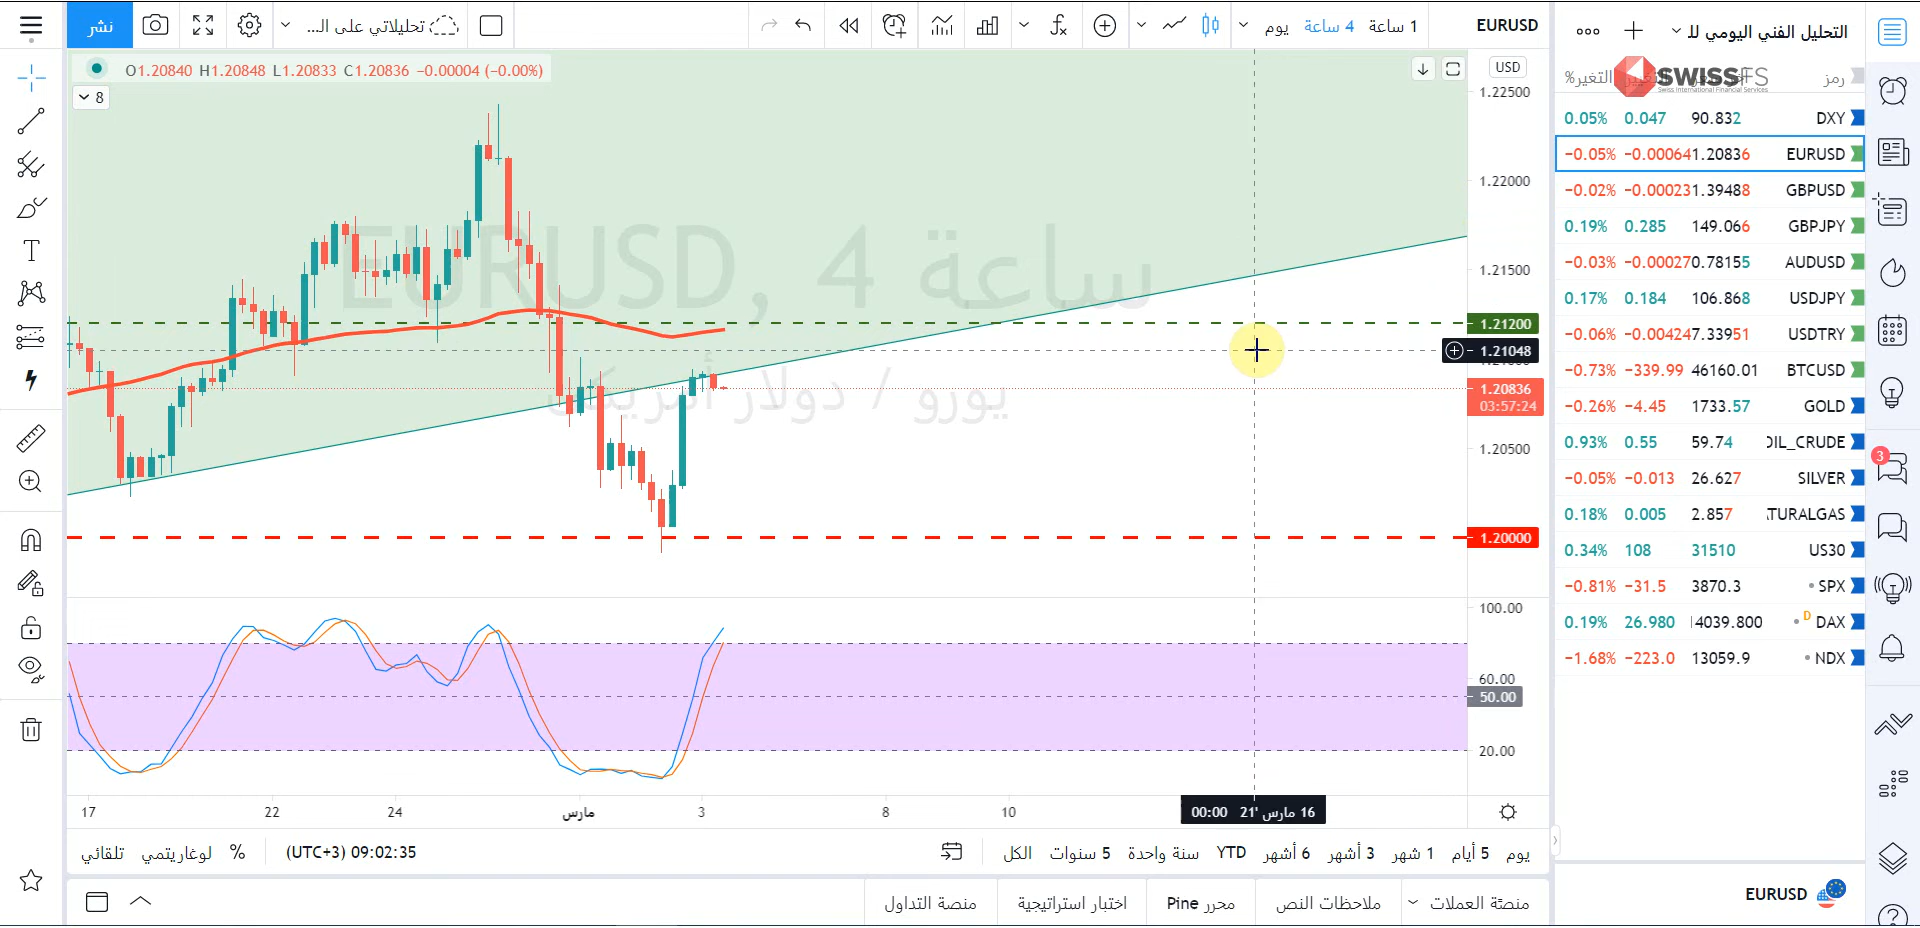 نشر
تحليلاتي على ال...
يوم
4 ساعة
1 ساعة
EURUSD
O1.20840 H1.20848 L1.20833 C1.20836 −0.00004 (−0.00%)
8
EURUSD, 4 ساعة
يورو / دولار أمريكي
USD
1.22500
1.22000
1.21500
1.21200
1.21048
1.20836
03:57:24
1.20500
1.20000
100.00
60.00
50.00
20.00
17
22
24
مارس
3
8
10
16 مارس '21 00:00
تلقائي
لوغاريتمي
%
(UTC+3) 09:02:35
الكل
5 سنوات
سنة واحدة
YTD
6 أشهر
3 أشهر
1 شهر
5 أيام
يوم
منصة التداول
اختبار استراتيجية
محرر Pine
ملاحظات النص
منصة العملات
التحليل الفني اليومي لل
SWISSFS
Swiss International Financial Services
رمز
التغير%
DXY 90.832 0.047 0.05%
EURUSD 1.20836 −0.00064 −0.05%
GBPUSD 1.39488 −0.00023 −0.02%
GBPJPY 149.066 0.285 0.19%
AUDUSD 0.78155 −0.00027 −0.03%
USDJPY 106.868 0.184 0.17%
USDTRY 7.33951 −0.00424 −0.06%
BTCUSD 46160.01 −339.99 −0.73%
GOLD 1733.57 −4.45 −0.26%
OIL_CRUDE 59.74 0.55 0.93%
SILVER 26.627 −0.013 −0.05%
TURALGAS 2.857 0.005 0.18%
US30 31510 108 0.34%
SPX 3870.3 −31.5 −0.81%
DAX D 14039.800 26.980 0.19%
NDX 13059.9 −223.0 −1.68%
3
EURUSD